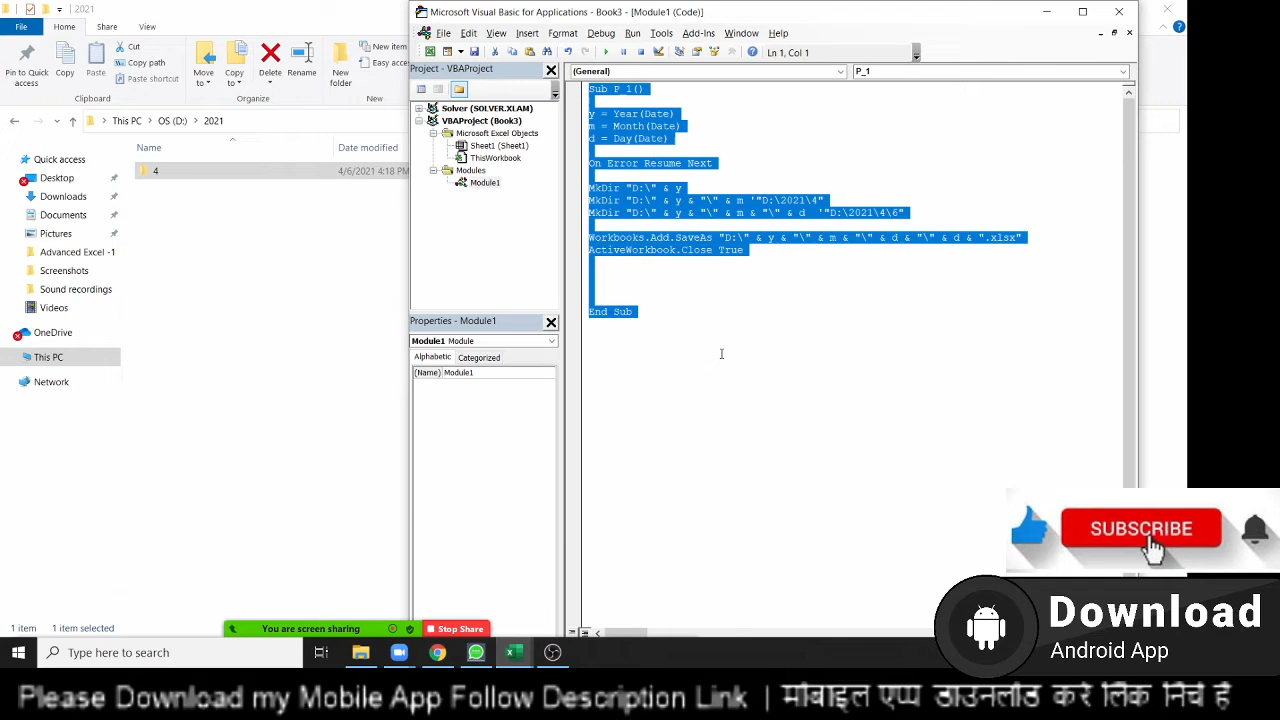 2021
Microsoft Visual Basic for Applications - Book3 - [Module1 (Code)]
File Home Share View
File Edit View Insert Format Debug Run Tools Add-Ins Window Help
Pin to Quick access
Copy
Paste
Cut
Copy path
Paste shortcut
Clipboard
Move to
Copy to
Delete
Rename
Organize
New folder
New item
Easy acce
New
Ln 1, Col 1
Project - VBAProject
(General)
P_1
This PC > OS (D:) > 2021
Name
Date modified
4
4/6/2021 4:18 PM
Quick access
Desktop
Downloads
Documents
Pictures
Advanced Excel -1
Screenshots
Sound recordings
Videos
OneDrive
This PC
Network
Solver (SOLVER.XLAM)
VBAProject (Book3)
Microsoft Excel Objects
Sheet1 (Sheet1)
ThisWorkbook
Modules
Module1
Properties - Module1
Module1 Module
Alphabetic Categorized
(Name) Module1
Sub P_1()
y = Year(Date)
m = Month(Date)
d = Day(Date)
On Error Resume Next
MkDir "D:\" & y
MkDir "D:\" & y & "\" & m '"D:\2021\4"
MkDir "D:\" & y & "\" & m & "\" & d '"D:\2021\4\6"
Workbooks.Add.SaveAs "D:\" & y & "\" & m & "\" & d & "\" & d & ".xlsx"
ActiveWorkbook.Close True
End Sub
SUBSCRIBE
Download
Android App
1 item
1 item selected
You are screen sharing
Stop Share
Type here to search
Please Download my Mobile App Follow Description Link | मोबाइल एप्प डाउनलोड करे लिंक निचे है